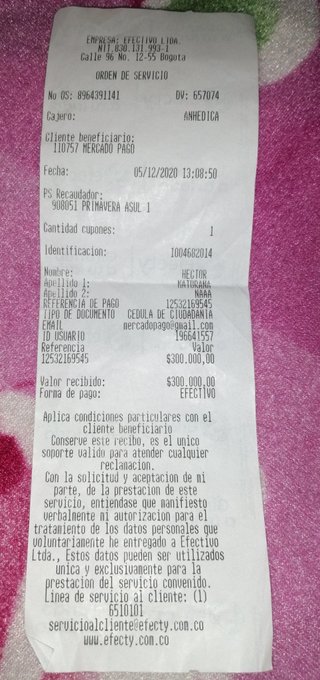 EMPRESA: EFECTIVO LTDA.
NIT.830.131.993-1
Calle 96 No. 12-55 Bogota
ORDEN DE SERVICIO
No OS: 8964391141 DV: 657074
Cajero: ANHEDICA
Cliente beneficiario:
110757 MERCADO PAGO
Fecha: 05/12/2020 13:08:50
PS Recaudador:
908051 PRIMAVERA ASUL 1
Cantidad cupones: 1
Identificacion: 1004682014
Nombre: HECTOR
Apellido 1:
Apellido 2:
REFERENCIA DE PAGO 12532169545
TIPO DE DOCUMENTO CEDULA DE CIUDADANIA
EMAIL mercadopago@gmail.com
ID USUARIO 196641557
Referencia Valor
12532169545 $300.000,00
Valor recibido: $300.000,00
Forma de pago: EFECTIVO
Aplica condiciones particulares con el
cliente beneficiario
Conserve este recibo, es el unico
soporte valido para atender cualquier
reclamacion.
Con la solicitud y aceptacion de mi
parte, de la prestacion de este
servicio, entiendase que manifiesto
verbalmente mi autorizacion para el
tratamiento de los datos personales que
voluntariamente he entregado a Efectivo
Ltda., Estos datos pueden ser utilizados
unica y exclusivamente para la
prestacion del servicio convenido.
Linea de servicio al cliente: (1)
6510101
servicioalcliente@efecty.com.co
www.efecty.com.co